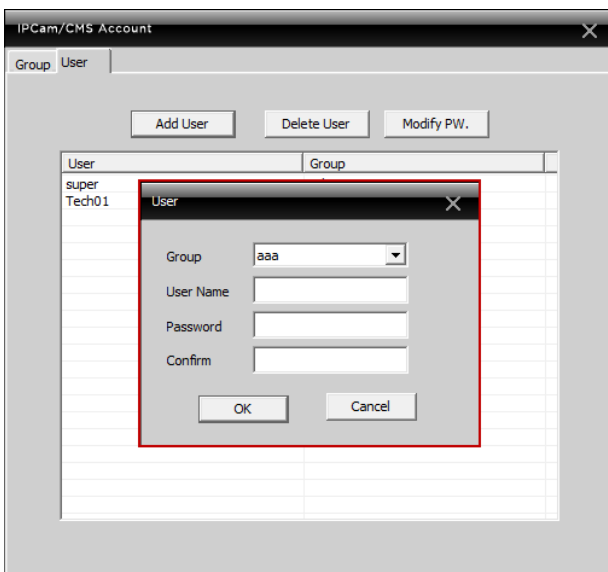 IPCam/CMS Account
Group User
Add User Delete User Modify PW.
User Group
super
Tech01
User
Group aaa
User Name
Password
Confirm
OK Cancel